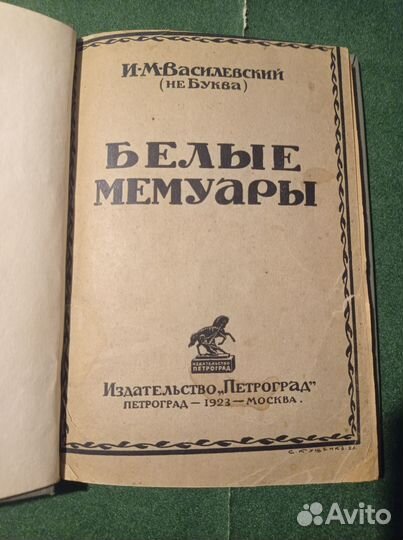 И·М·Василевский
(не Буква)
БЕЛЫЕ
МЕМУАРЫ
ИЗДАТЕЛЬСТВО
ПЕТРОГРАД
Издательство „Петроград"
Петроград — 1923 — Москва.
Avito